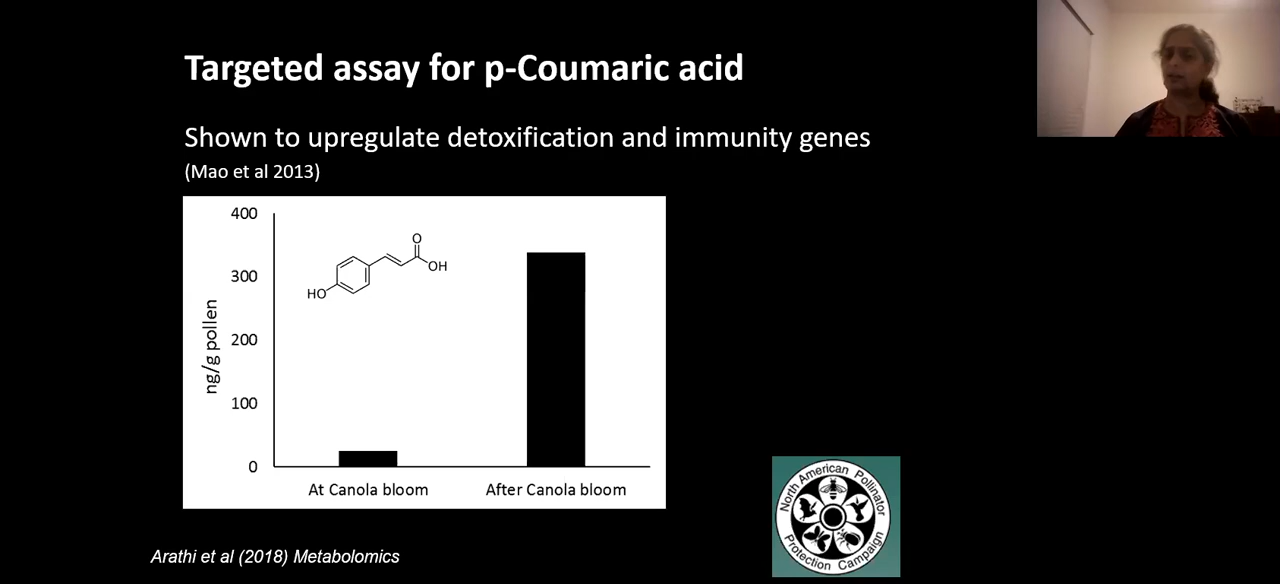 Targeted assay for p-Coumaric acid
Shown to upregulate detoxification and immunity genes
(Mao et al 2013)
400
300
200
100
0
ng/g pollen
O
OH
HO
At Canola bloom
After Canola bloom
North American Pollinator
Protection Campaign
Arathi et al (2018) Metabolomics